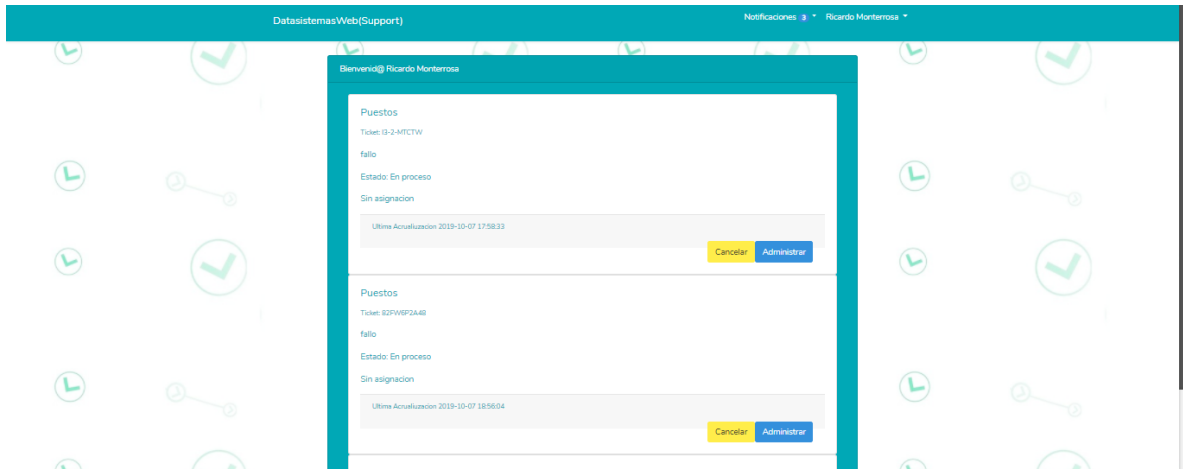 DatasistemasWeb(Support)
Notificaciones 3 Ricardo Monterrosa
Bienvenid@ Ricardo Monterrosa
Puestos
Ticket: I3-2-MTCTW
fallo
Estado: En proceso
Sin asignacion
Ultima Acrualiuzacion 2019-10-07 17:58:33
Cancelar Administrar
Puestos
Ticket: 82FW6P2A48
fallo
Estado: En proceso
Sin asignacion
Ultima Acrualiuzacion 2019-10-07 18:56:04
Cancelar Administrar